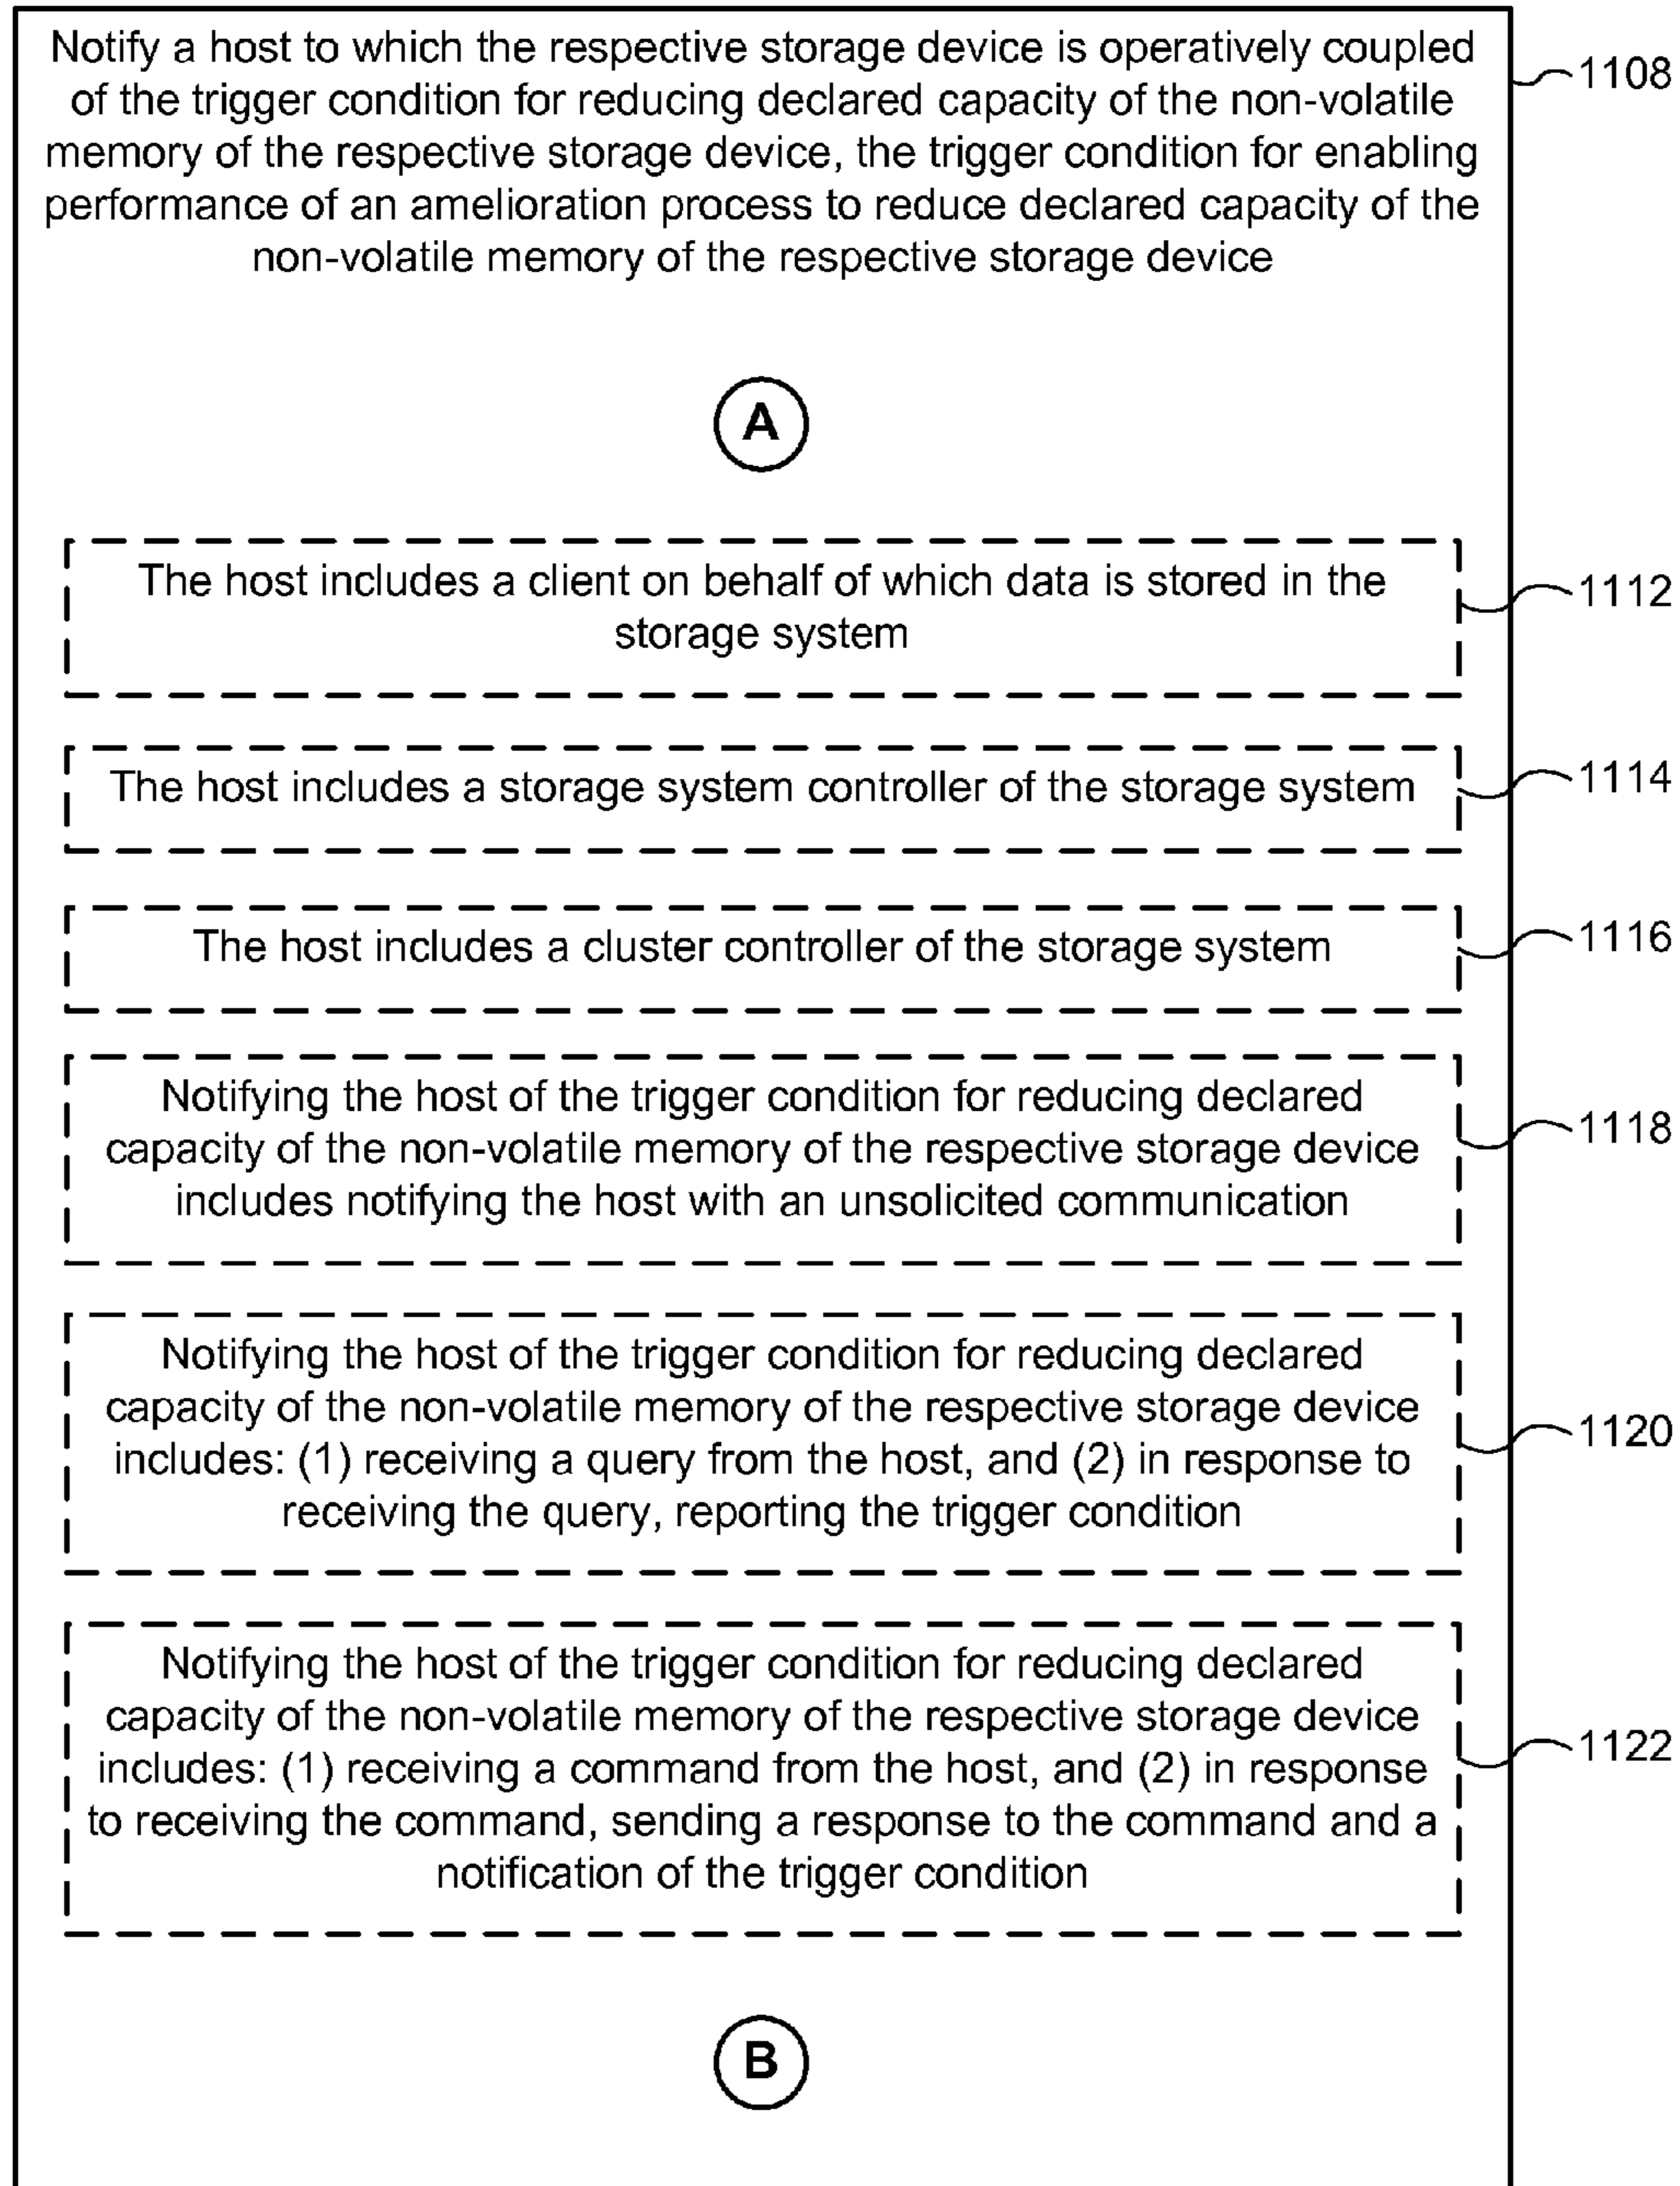 Notify a host to which the respective storage device is operatively coupled
of the trigger condition for reducing declared capacity of the non-volatile
memory of the respective storage device, the trigger condition for enabling
performance of an amelioration process to reduce declared capacity of the
non-volatile memory of the respective storage device
1108
A
The host includes a client on behalf of which data is stored in the
storage system
1112
The host includes a storage system controller of the storage system
1114
The host includes a cluster controller of the storage system
1116
Notifying the host of the trigger condition for reducing declared
capacity of the non-volatile memory of the respective storage device
includes notifying the host with an unsolicited communication
1118
Notifying the host of the trigger condition for reducing declared
capacity of the non-volatile memory of the respective storage device
includes: (1) receiving a query from the host, and (2) in response to
receiving the query, reporting the trigger condition
1120
Notifying the host of the trigger condition for reducing declared
capacity of the non-volatile memory of the respective storage device
includes: (1) receiving a command from the host, and (2) in response
to receiving the command, sending a response to the command and a
notification of the trigger condition
1122
B